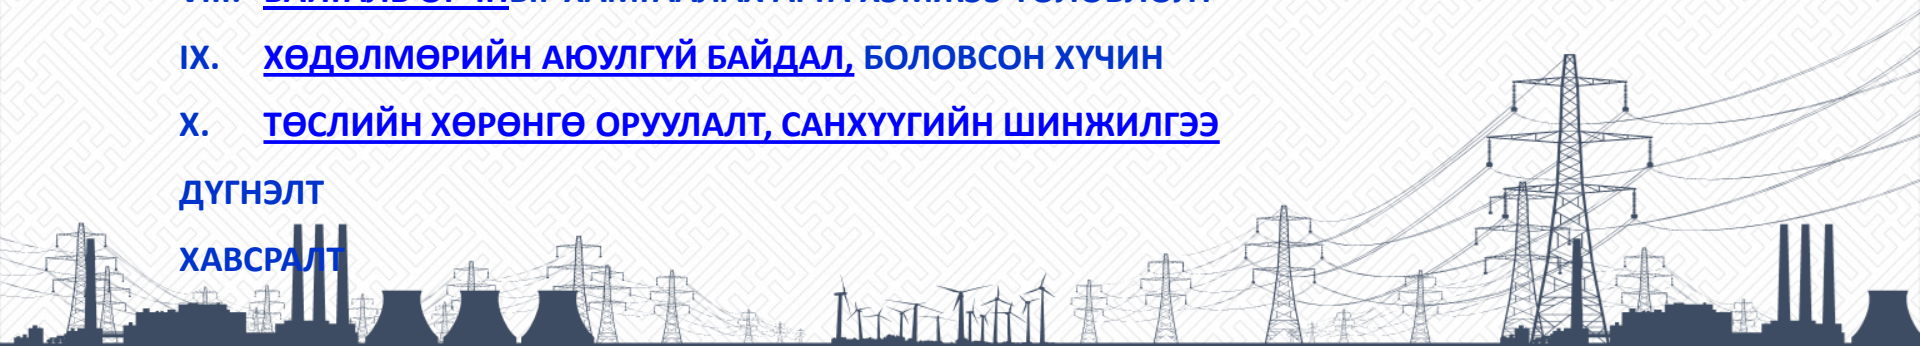 IX. ХӨДӨЛМӨРИЙН АЮУЛГҮЙ БАЙДАЛ, БОЛОВСОН ХҮЧИН
X. ТӨСЛИЙН ХӨРӨНГӨ ОРУУЛАЛТ, САНХҮҮГИЙН ШИНЖИЛГЭЭ
ДҮГНЭЛТ
ХАВСРАЛТ